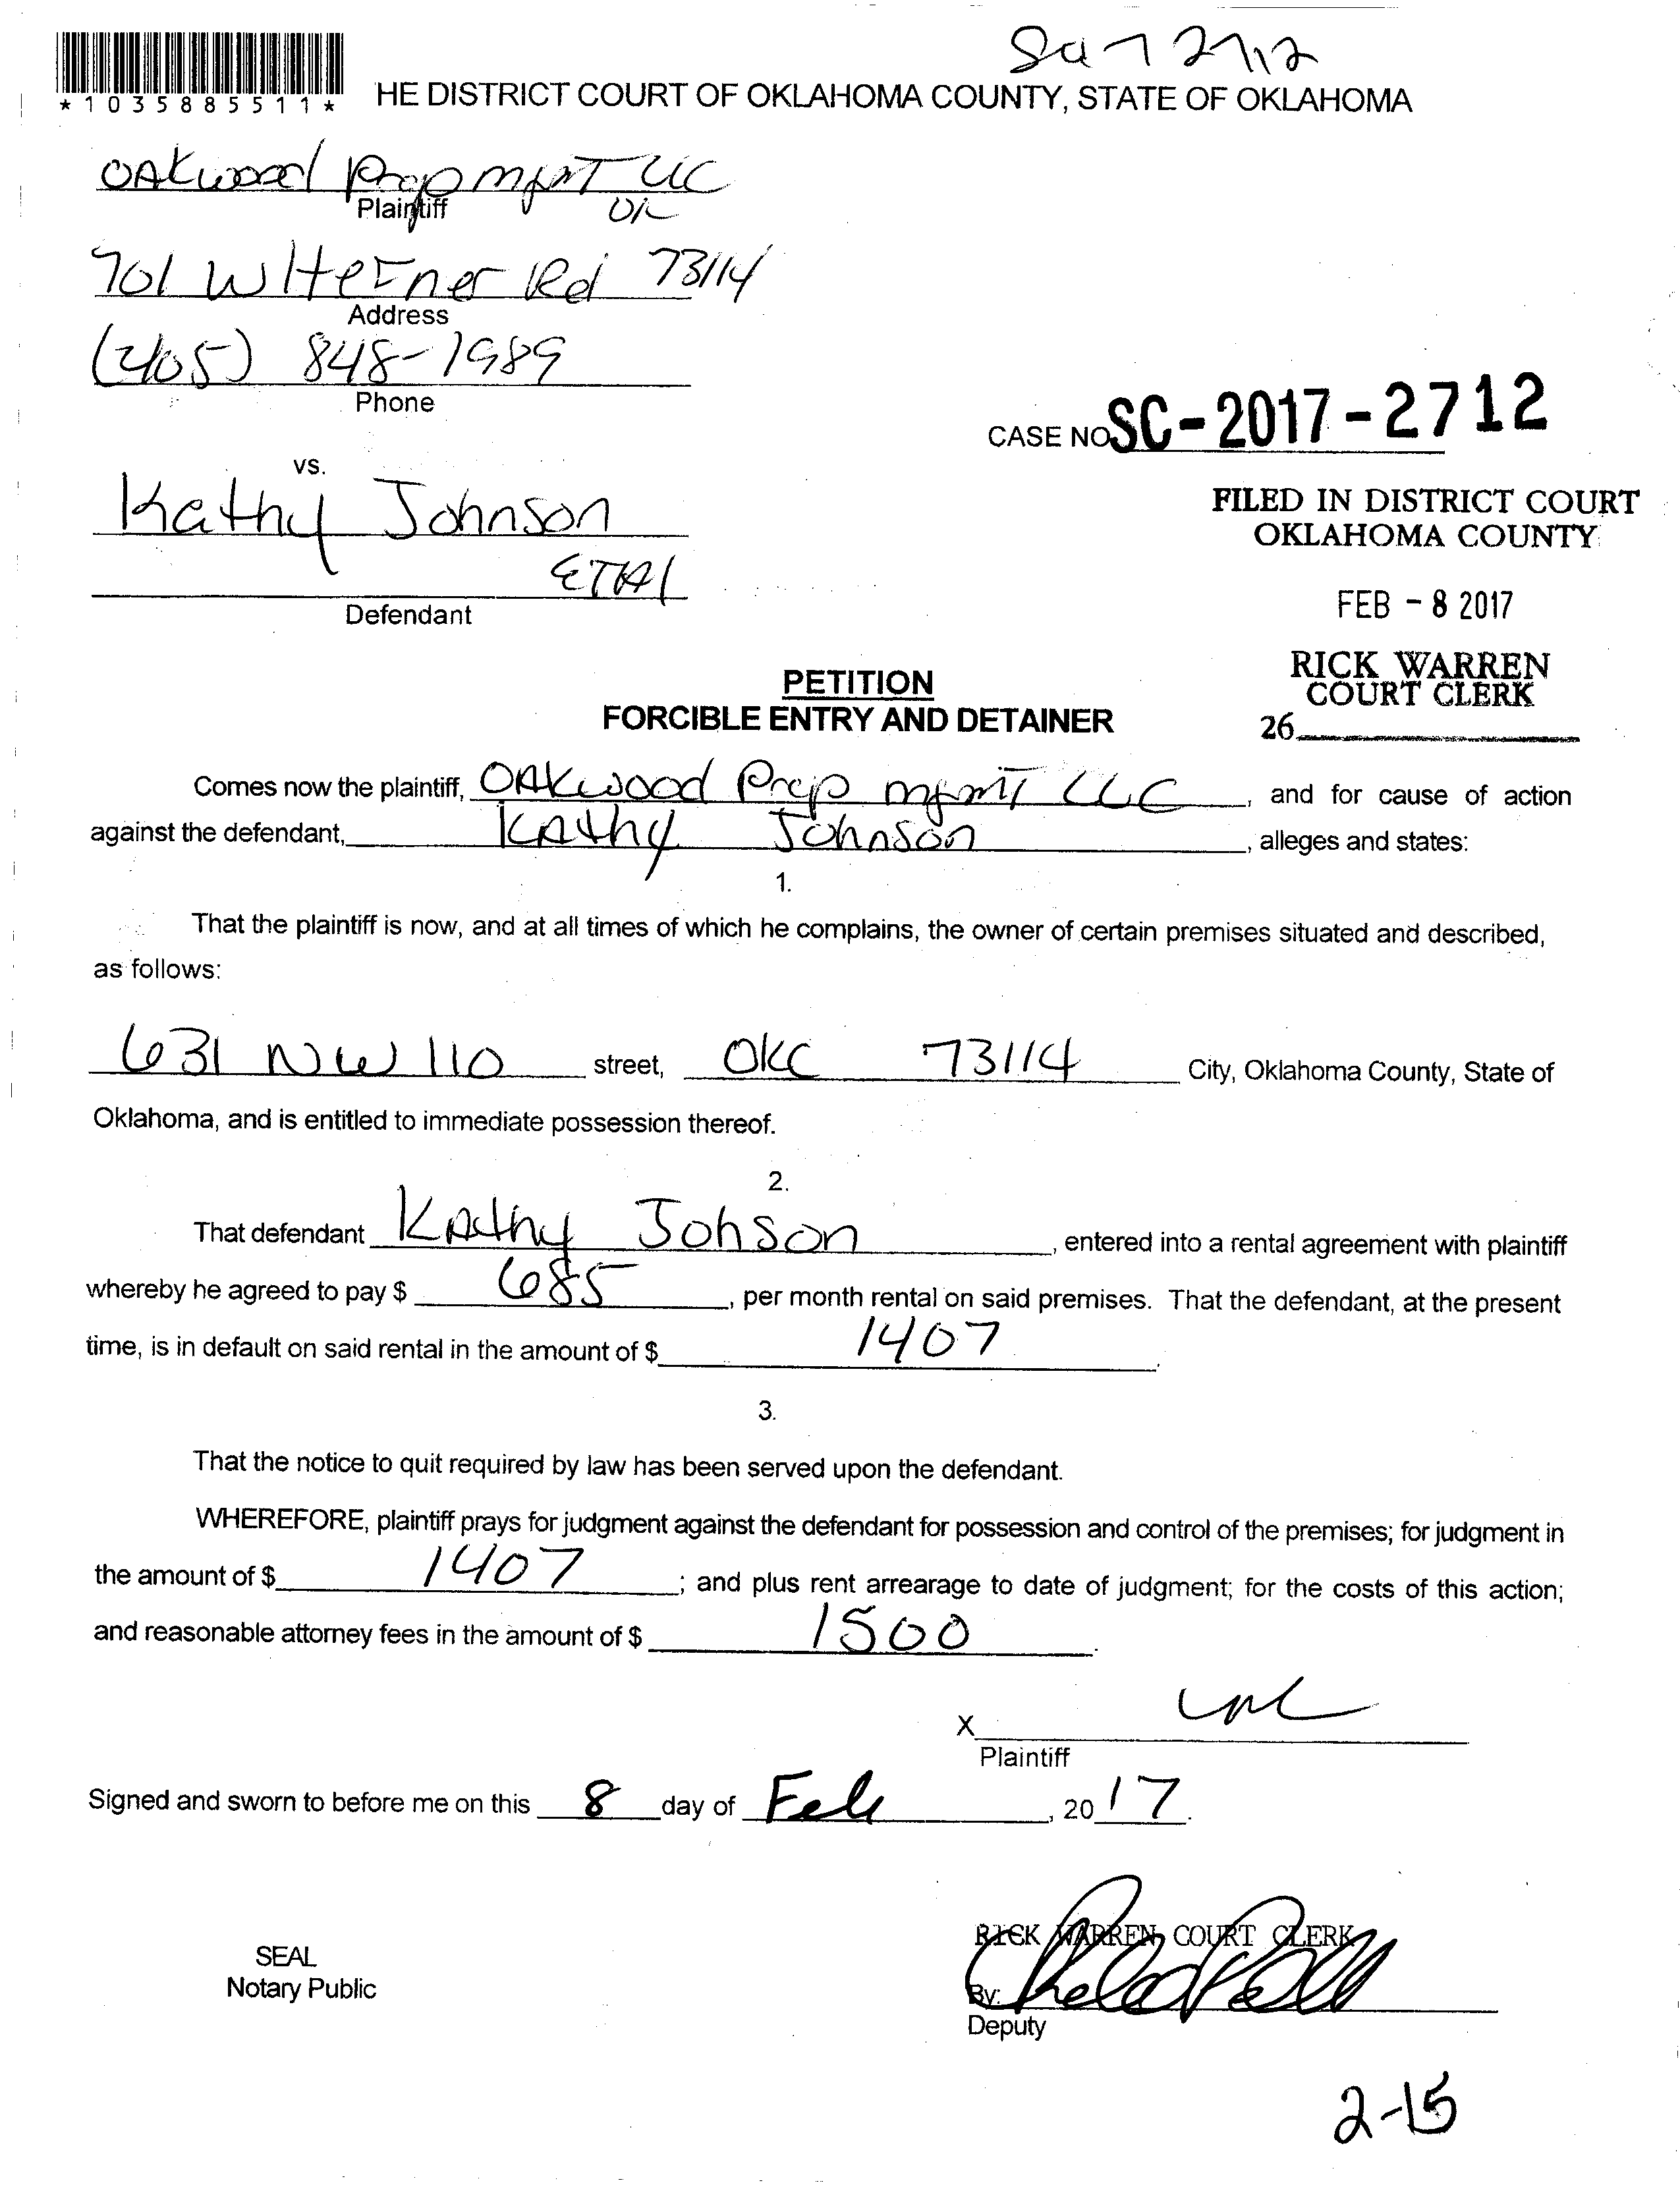 *1035885511*
HE DISTRICT COURT OF OKLAHOMA COUNTY, STATE OF OKLAHOMA
OAKwood Prop mgmT LLC
Plaintiff
701 W Hefner Rd 73114
Address
(405) 848-1989
Phone
CASE NO SC-2017-2712
vs.
Kathy Johnson
ETAl
Defendant
FILED IN DISTRICT COURT
OKLAHOMA COUNTY
FEB - 8 2017
RICK WARREN
COURT CLERK
26
PETITION
FORCIBLE ENTRY AND DETAINER
Comes now the plaintiff, OAKwood Prop mgmT LLC, and for cause of action
against the defendant, KAthy Johnson, alleges and states:
1.
That the plaintiff is now, and at all times of which he complains, the owner of certain premises situated and described,
as follows:
631 NW 110 street, OKC 73114 City, Oklahoma County, State of
Oklahoma, and is entitled to immediate possession thereof.
2.
That defendant KAthy Johson, entered into a rental agreement with plaintiff
whereby he agreed to pay $ 685, per month rental on said premises. That the defendant, at the present
time, is in default on said rental in the amount of $ 1407.
3.
That the notice to quit required by law has been served upon the defendant.
WHEREFORE, plaintiff prays for judgment against the defendant for possession and control of the premises; for judgment in
the amount of $ 1407; and plus rent arrearage to date of judgment; for the costs of this action;
and reasonable attorney fees in the amount of $ 1500.
X
Plaintiff
Signed and sworn to before me on this 8 day of Feb, 2017.
RICK WARREN, COURT CLERK
SEAL
Notary Public
By:
Deputy
2-15